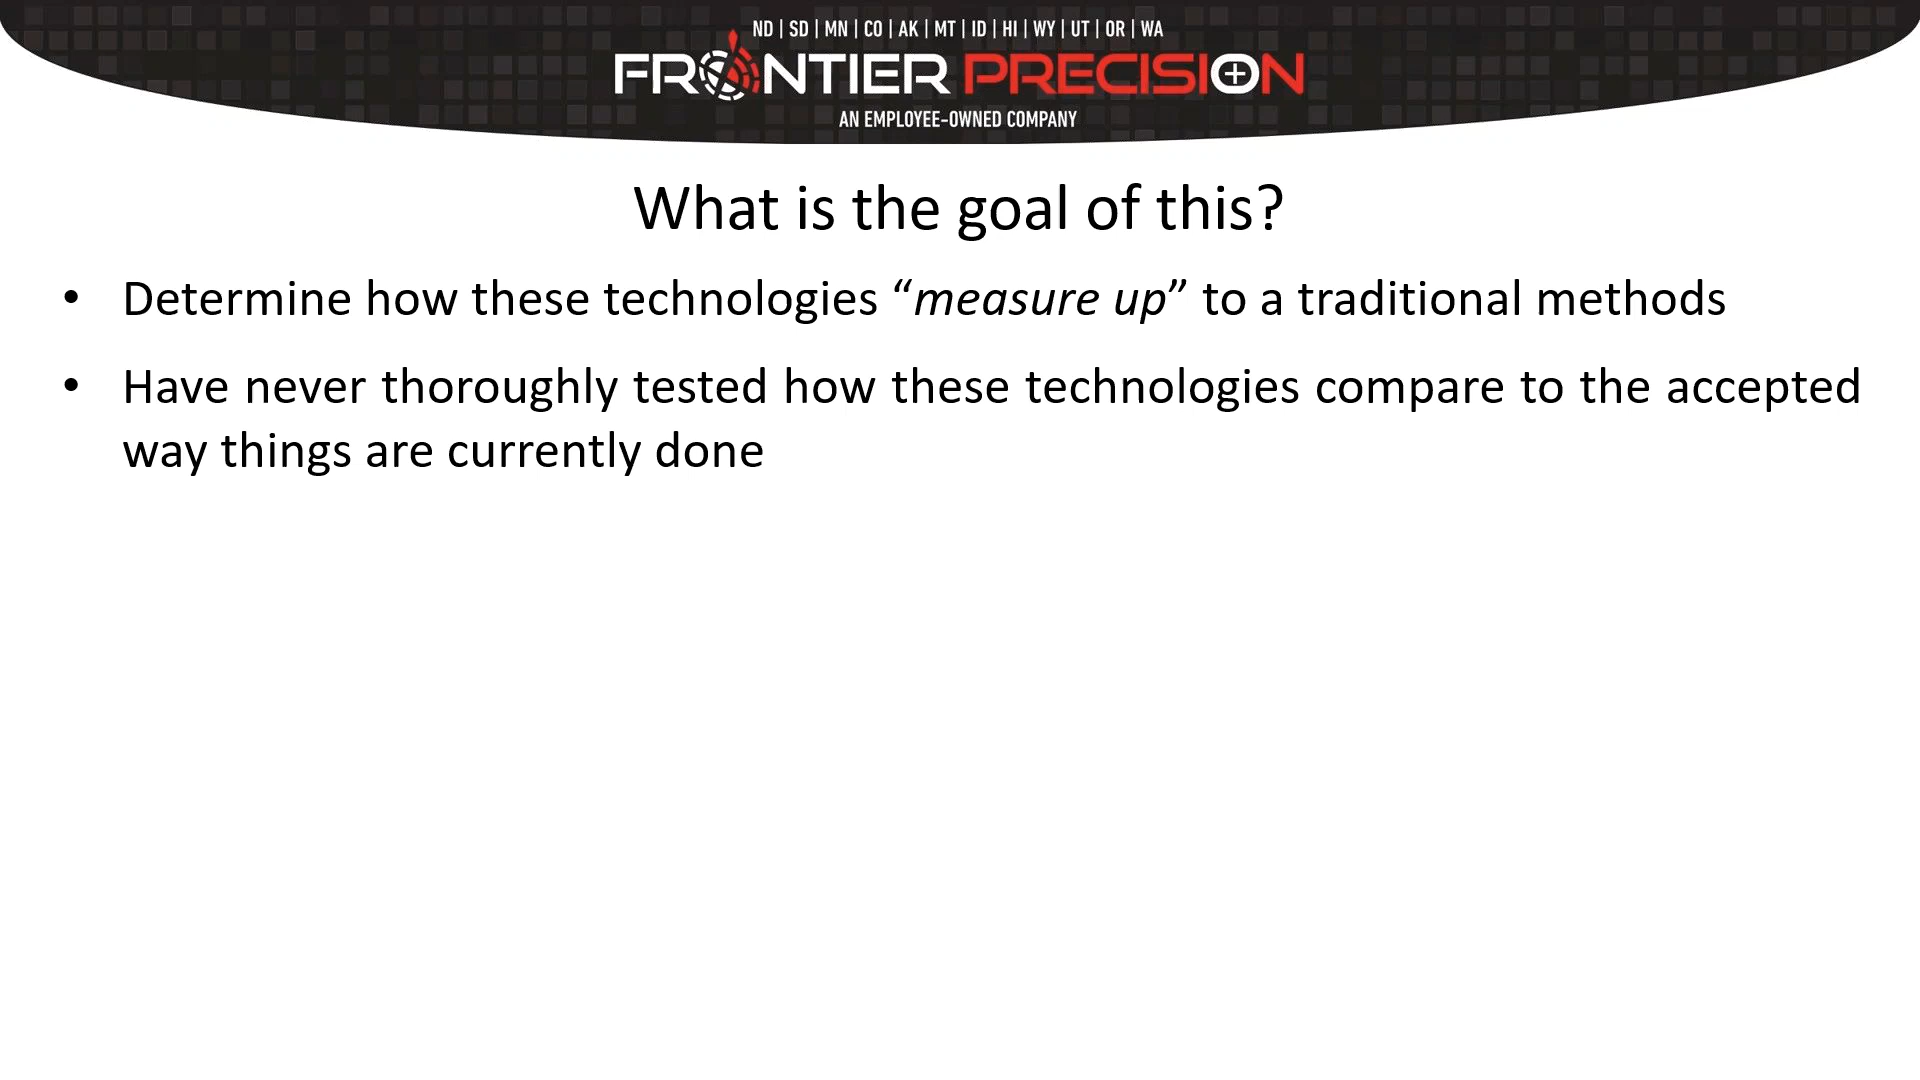 ND | SD | MN | CO | AK | MT | ID | HI | WY | UT | OR | WA
FRONTIER PRECISION
AN EMPLOYEE-OWNED COMPANY
What is the goal of this?
• Determine how these technologies “measure up” to a traditional methods
• Have never thoroughly tested how these technologies compare to the accepted
way things are currently done